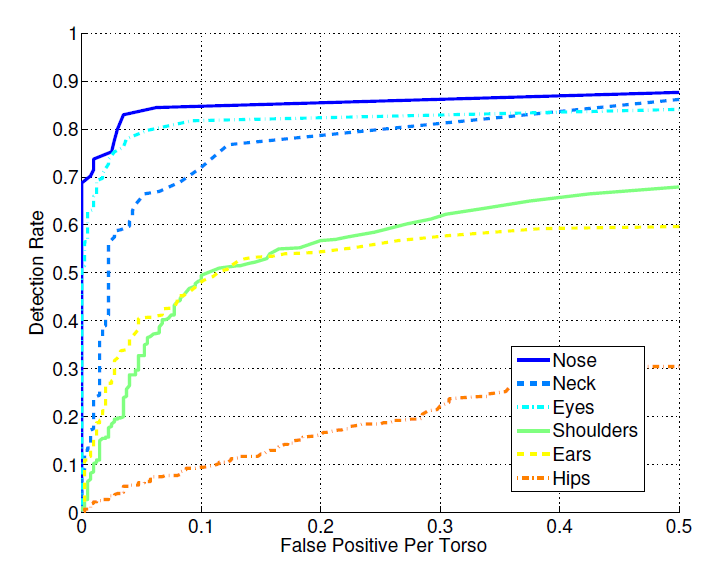 1
0.9
0.8
0.7
0.6
0.5
0.4
0.3
0.2
0.1
0
Detection Rate
Nose
Neck
Eyes
Shoulders
Ears
Hips
0 0.1 0.2 0.3 0.4 0.5
False Positive Per Torso